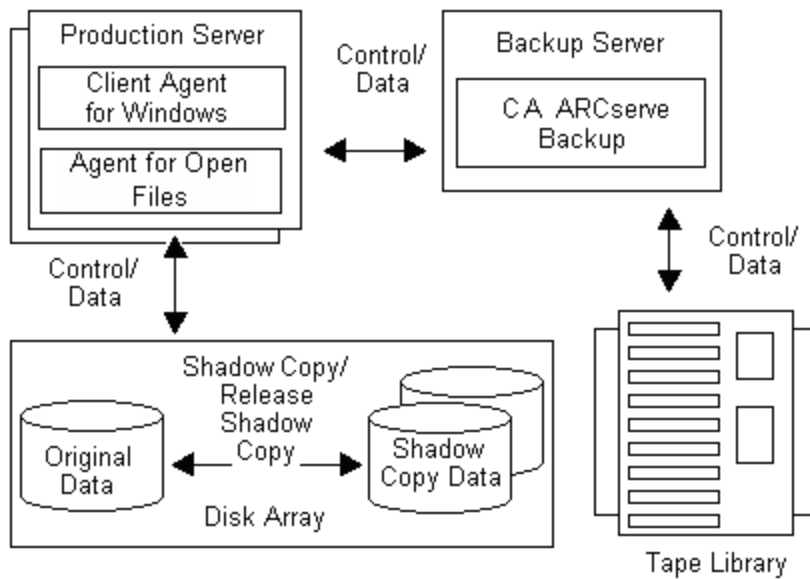 Production Server
Client Agent
for Windows
Agent for Open
Files
Control/
Data
Backup Server
CA ARCserve
Backup
Control/
Data
Control/
Data
Shadow Copy/
Release
Shadow
Copy
Original
Data
Shadow
Copy Data
Disk Array
Tape Library